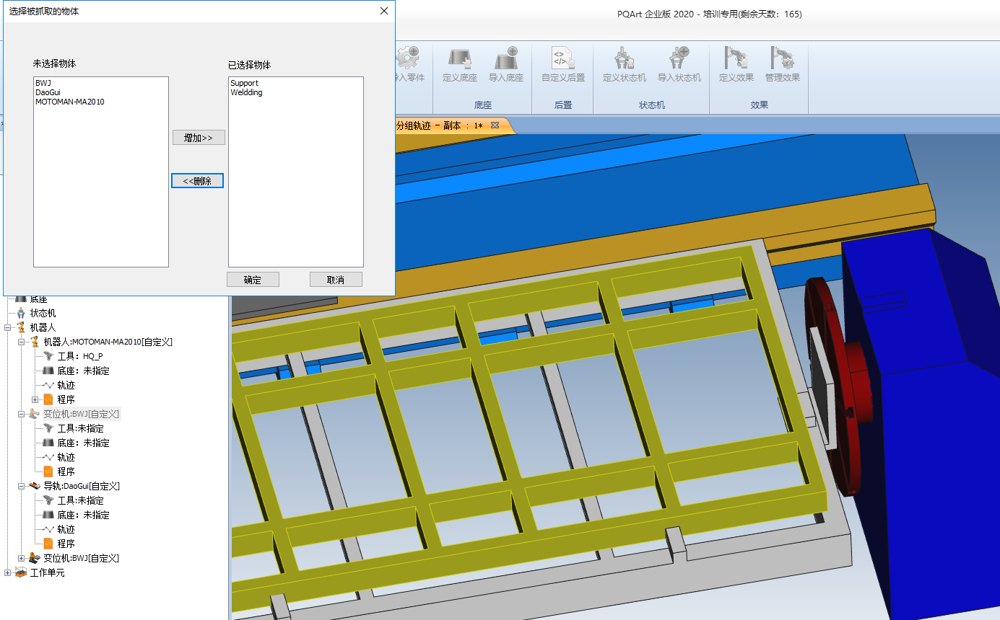 选择被抓取的物体
PQArt 企业版 2020 - 培训专用(剩余天数：165)
未选择物体
已选择物体
BWJ
DaoGui
MOTOMAN-MA2010
Support
Weldding
增加>>
<<删除
确定
取消
导入零件
定义底座
导入底座
自定义后置
定义状态机
导入状态机
定义效果
管理效果
底座
后置
状态机
效果
分组轨迹 - 副本 : 1*
底座
状态机
机器人
机器人:MOTOMAN-MA2010[自定义]
工具：HQ_P
底座：未指定
轨迹
程序
变位机:BWJ[自定义]
工具:未指定
底座：未指定
轨迹
程序
导轨:DaoGui[自定义]
工具:未指定
底座：未指定
轨迹
程序
变位机:BWJ[自定义]
工作单元